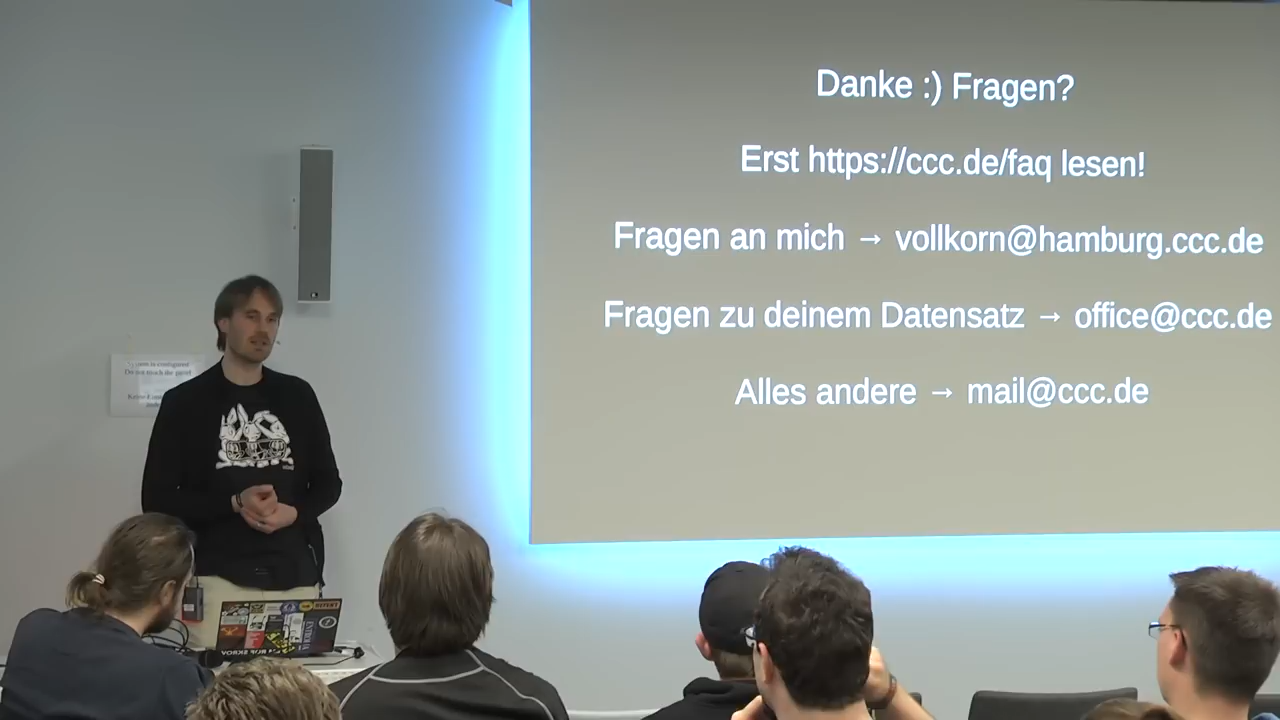 Danke :) Fragen?
Erst https://ccc.de/faq lesen!
Fragen an mich → vollkorn@hamburg.ccc.de
Fragen zu deinem Datensatz → office@ccc.de
Alles andere → mail@ccc.de